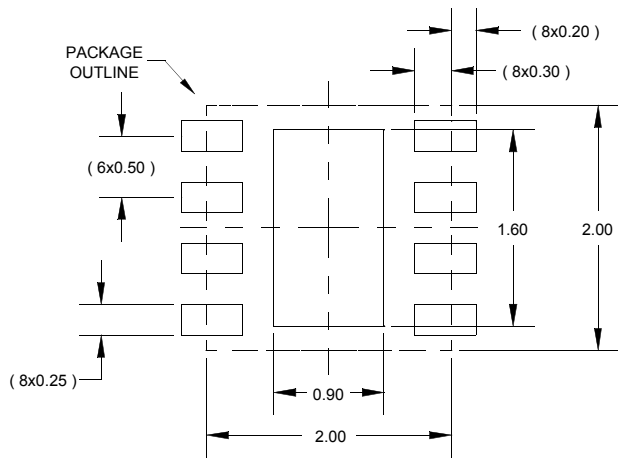 ( 8x0.20 )
PACKAGE
OUTLINE
( 8x0.30 )
( 6x0.50 )
1.60
2.00
( 8x0.25 )
0.90
2.00